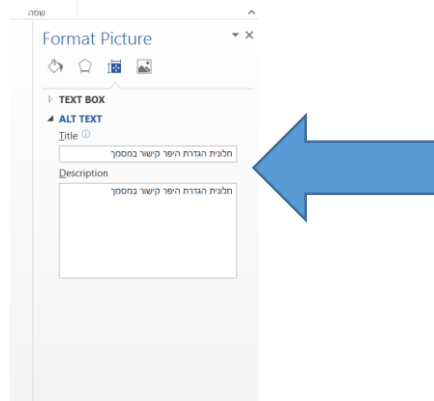 שפה
Format Picture
TEXT BOX
ALT TEXT
Title
חלונית הגדרת היפר קישור במסמך
Description
חלונית הגדרת היפר קישור במסמך